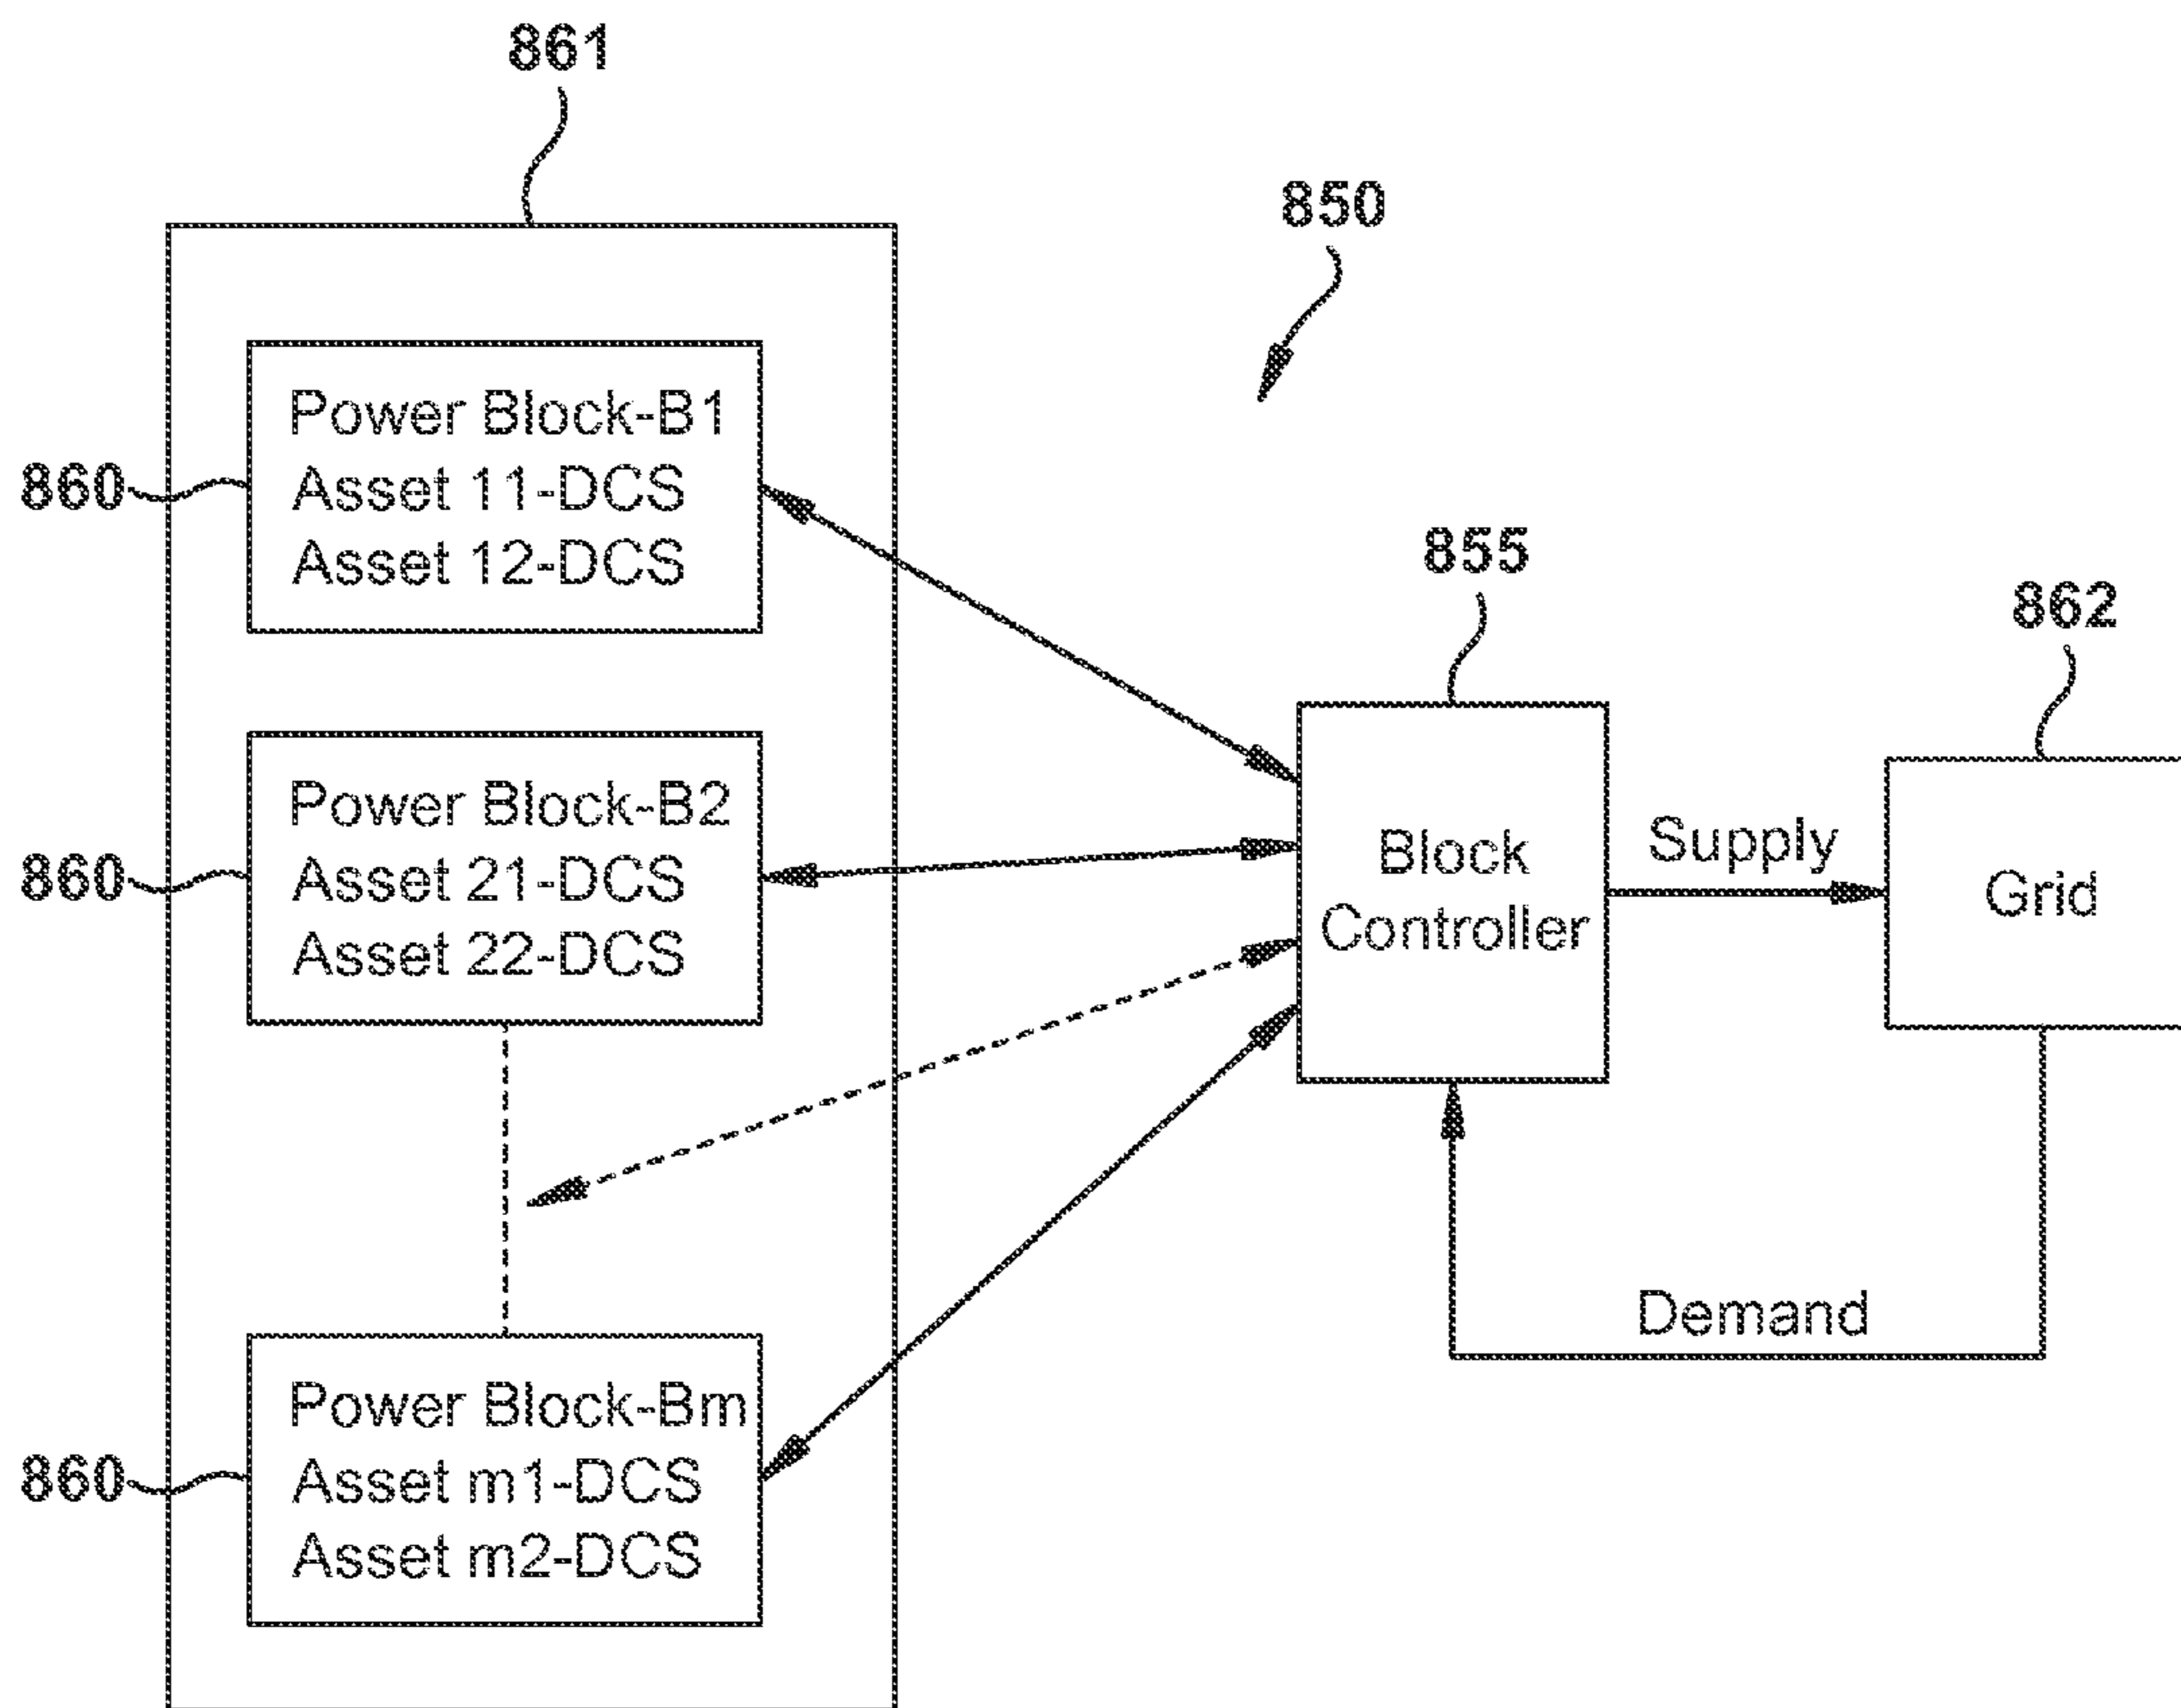 861
850
Power Block-B1
860
Asset 11-DCS
Asset 12-DCS
855
862
Power Block-B2
860
Asset 21-DCS
Asset 22-DCS
Block
Controller
Supply
Grid
Demand
Power Block-Bm
860
Asset m1-DCS
Asset m2-DCS